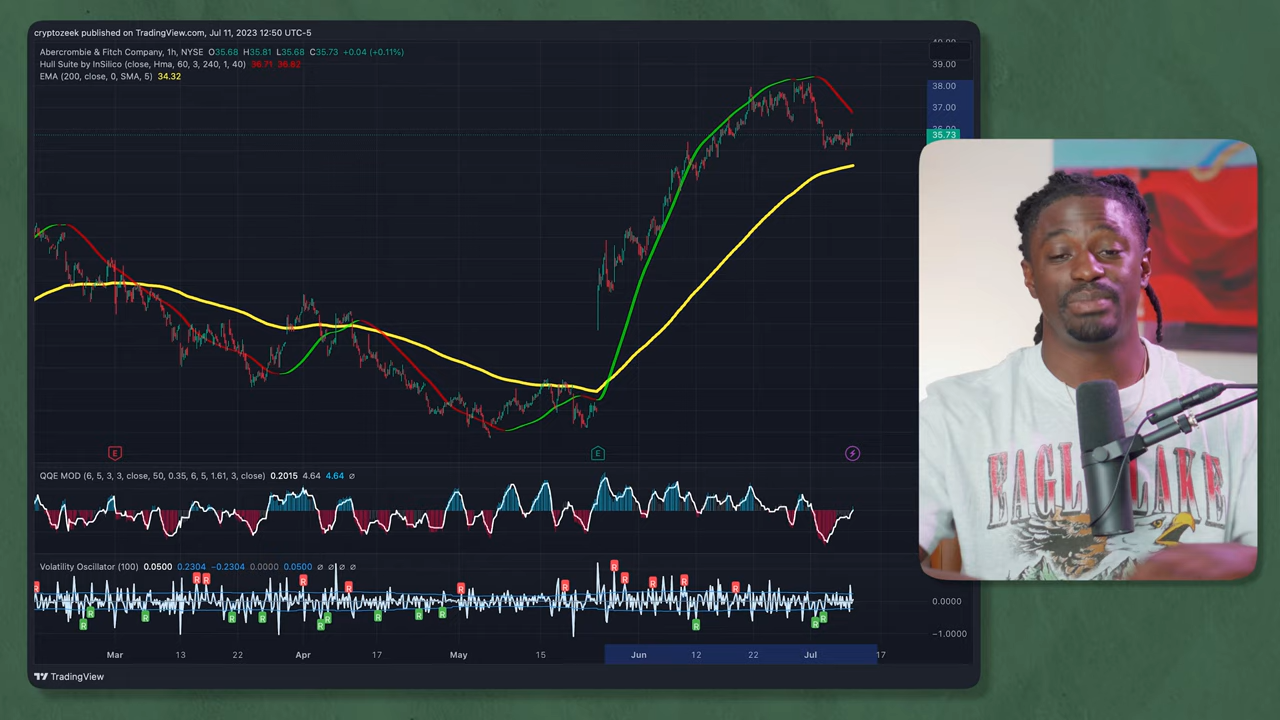 cryptozeek published on TradingView.com, Jul 11, 2023 12:50 UTC-5
Abercrombie & Fitch Company, 1h, NYSE O35.68 H35.81 L35.68 C35.73 +0.04 (+0.11%)
Hull Suite by InSilico (close, Hma, 60, 3, 240, 1, 40) 36.71 36.82
EMA (200, close, 0, SMA, 5) 34.32
40.00
39.00
38.00
37.00
36.00
35.73
E
E
QQE MOD (6, 5, 3, 3, close, 50, 0.35, 6, 5, 1.61, 3, close) 0.2015 4.64 4.64 ∅
Volatility Oscillator (100) 0.0500 0.2304 −0.2304 0.0000 0.0500 ∅ ∅ ∅ ∅
R R R R R R R R R R R R R
R R R R R R R R R R R R R
0.0000
−1.0000
Mar 13 22 Apr 17 May 15 Jun 12 22 Jul 17
TradingView
EAGL LAKE